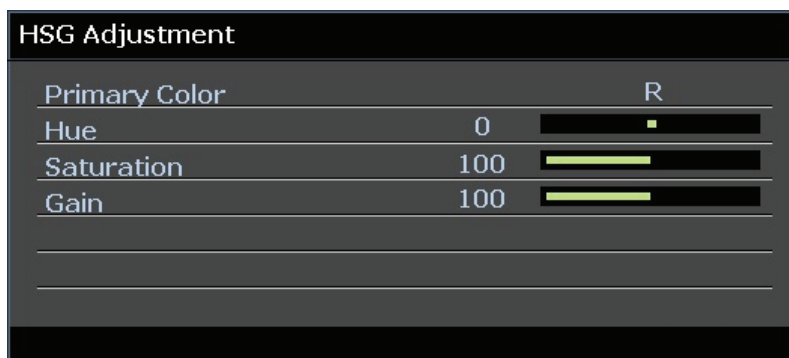 HSG Adjustment
Primary Color R
Hue 0
Saturation 100
Gain 100